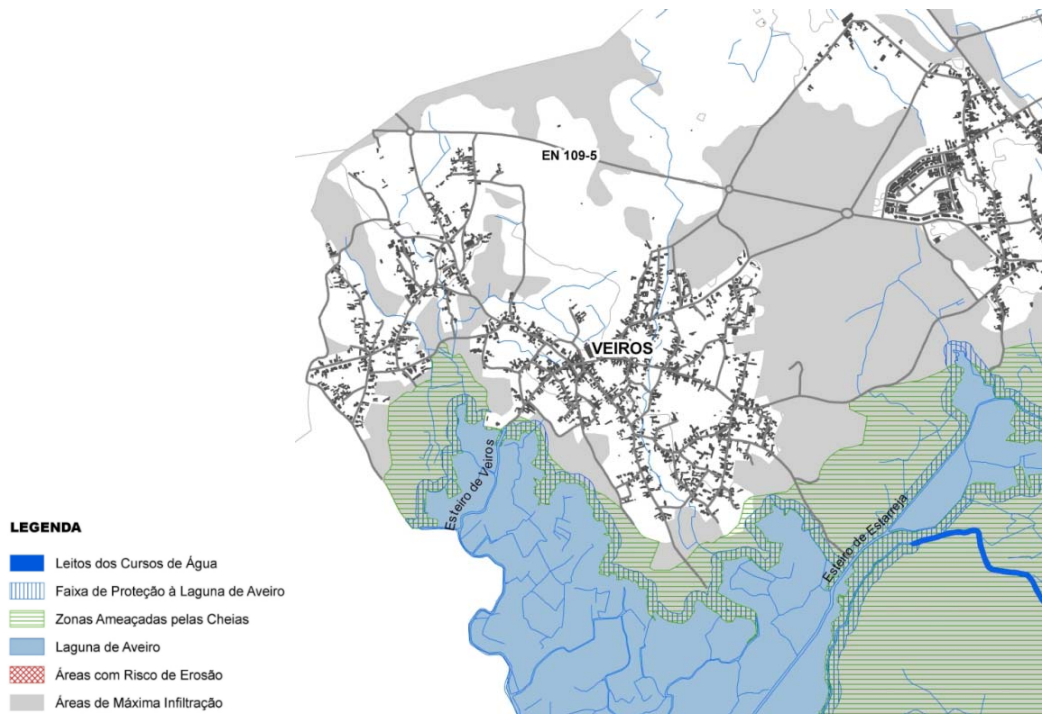 EN 109-5
VEIROS
Esteiro de Veiros
Esteiro de Estarreja
LEGENDA
Leitos dos Cursos de Água
Faixa de Proteção à Laguna de Aveiro
Zonas Ameaçadas pelas Cheias
Laguna de Aveiro
Áreas com Risco de Erosão
Áreas de Máxima Infiltração